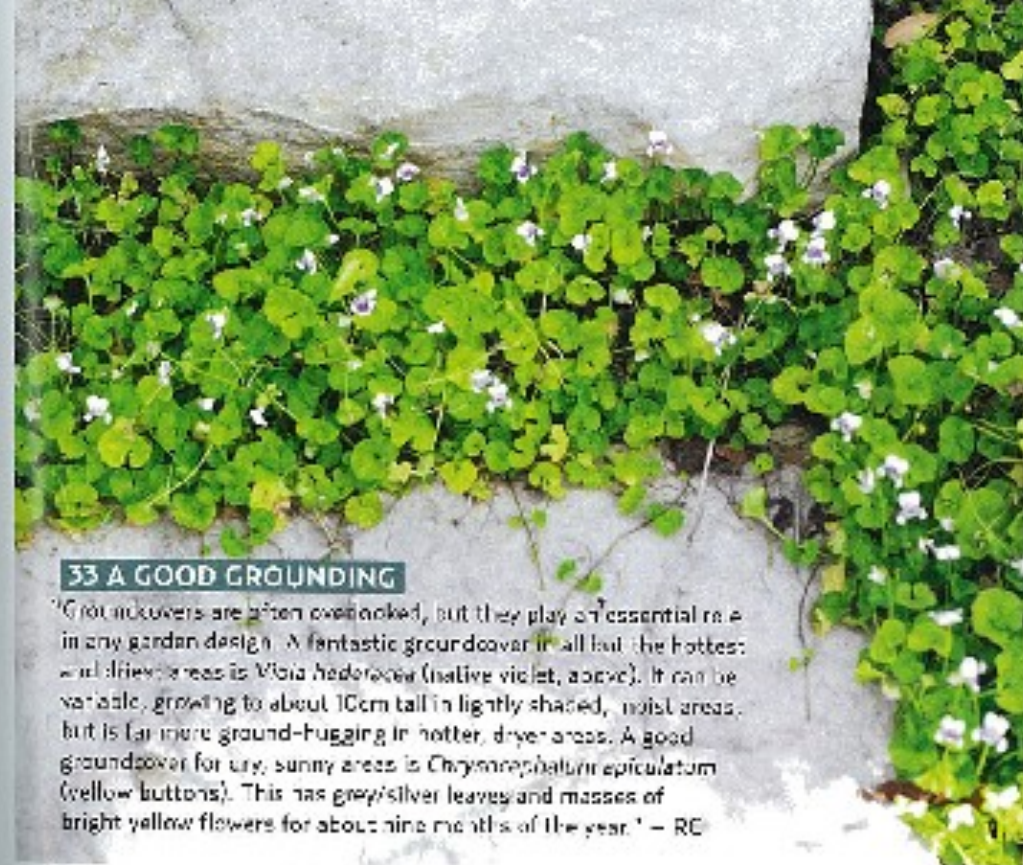 33 A GOOD GROUNDING
"Groundcovers are often overlooked, but they play an essential role
in any garden design. A fantastic groundcover in all but the hottest
and driest areas is Viola hederacea (native violet, above). It can be
variable, growing to about 10cm tall in lightly shaded, moist areas,
but is far more ground-hugging in hotter, dryer areas. A good
groundcover for dry, sunny areas is Chrysocephalum apiculatum
(yellow buttons). This has grey/silver leaves and masses of
bright yellow flowers for about nine months of the year." – RC